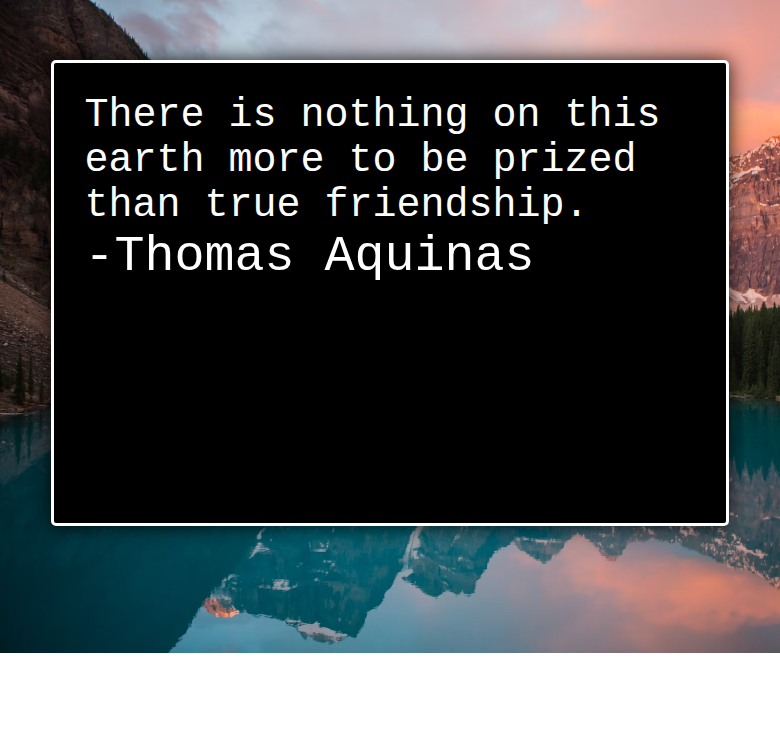 There is nothing on this
earth more to be prized
than true friendship.
-Thomas Aquinas